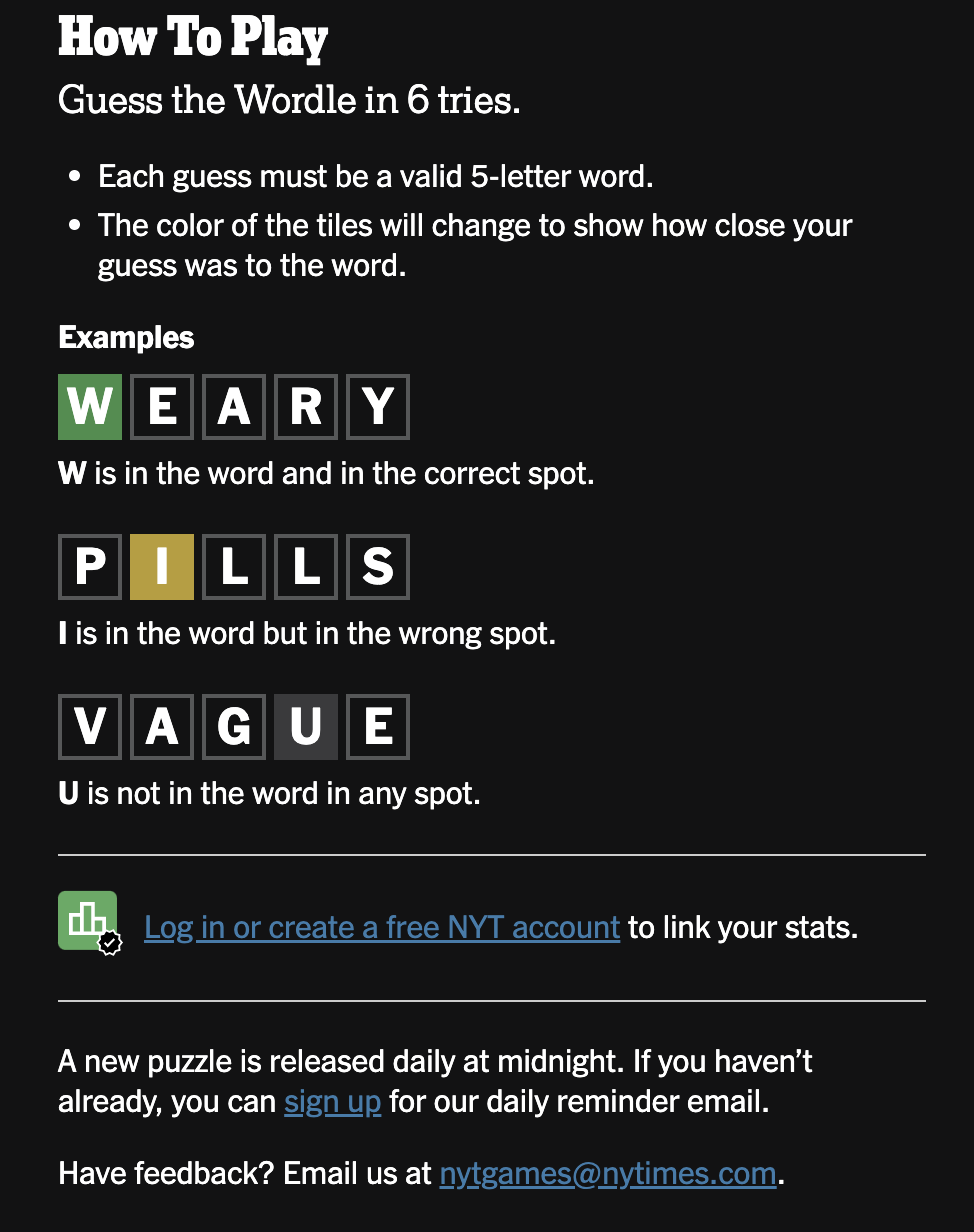 How To Play
Guess the Wordle in 6 tries.
• Each guess must be a valid 5-letter word.
• The color of the tiles will change to show how close your
guess was to the word.
Examples
W E A R Y
W is in the word and in the correct spot.
P I L L S
I is in the word but in the wrong spot.
V A G U E
U is not in the word in any spot.
Log in or create a free NYT account to link your stats.
A new puzzle is released daily at midnight. If you haven’t
already, you can sign up for our daily reminder email.
Have feedback? Email us at nytgames@nytimes.com.